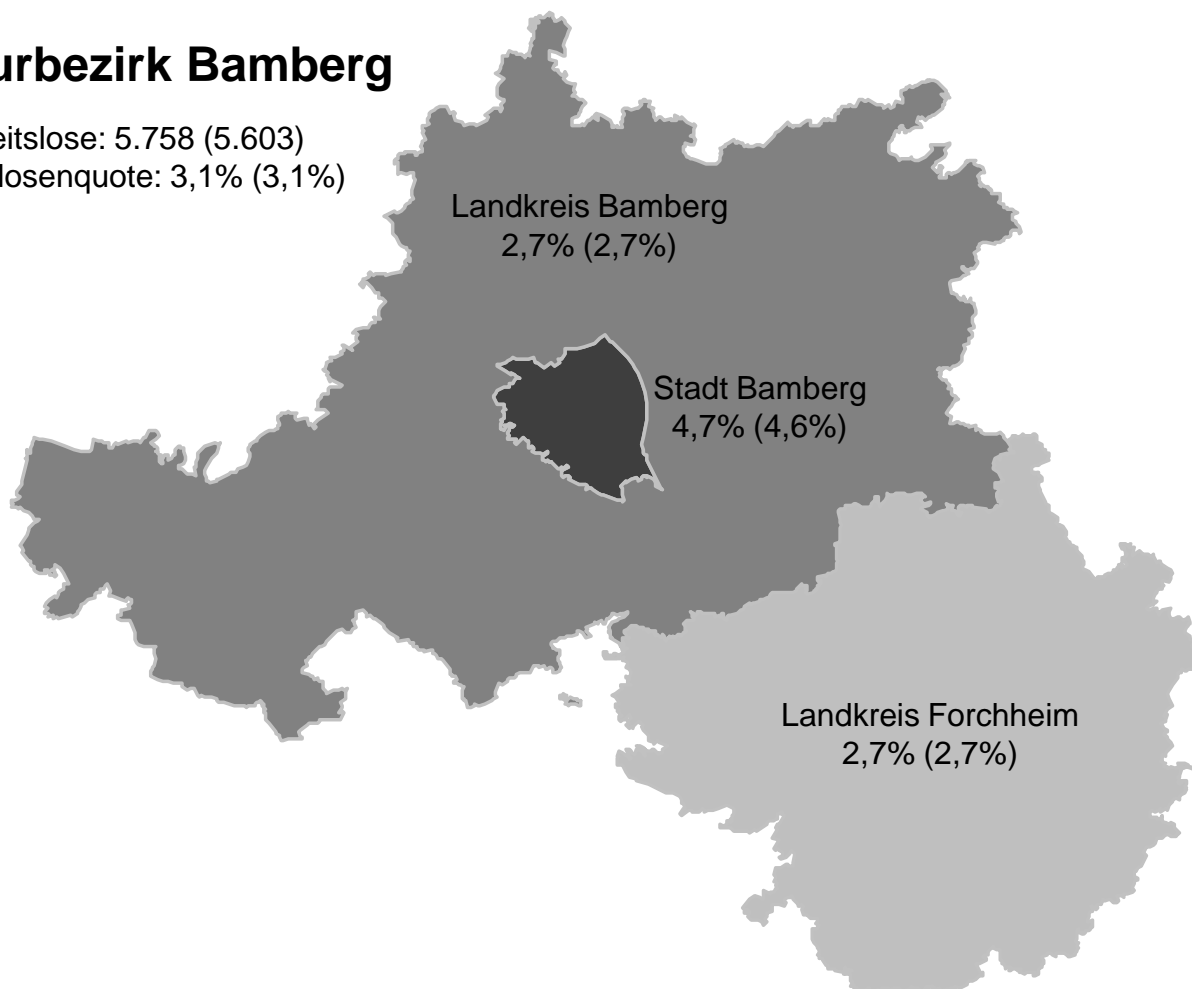 urbezirk Bamberg
eitslose: 5.758 (5.603)
losenquote: 3,1% (3,1%)
Landkreis Bamberg
2,7% (2,7%)
Stadt Bamberg
4,7% (4,6%)
Landkreis Forchheim
2,7% (2,7%)